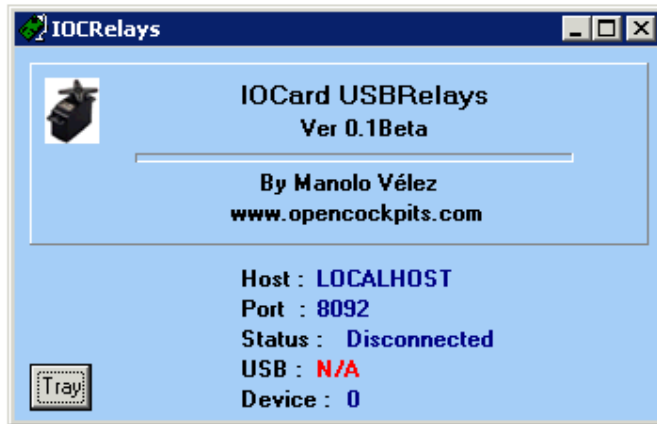 IOCRelays
IOCard USBRelays
Ver 0.1Beta
By Manolo Vélez
www.opencockpits.com
Host : LOCALHOST
Port : 8092
Status : Disconnected
USB : N/A
Device : 0
Tray